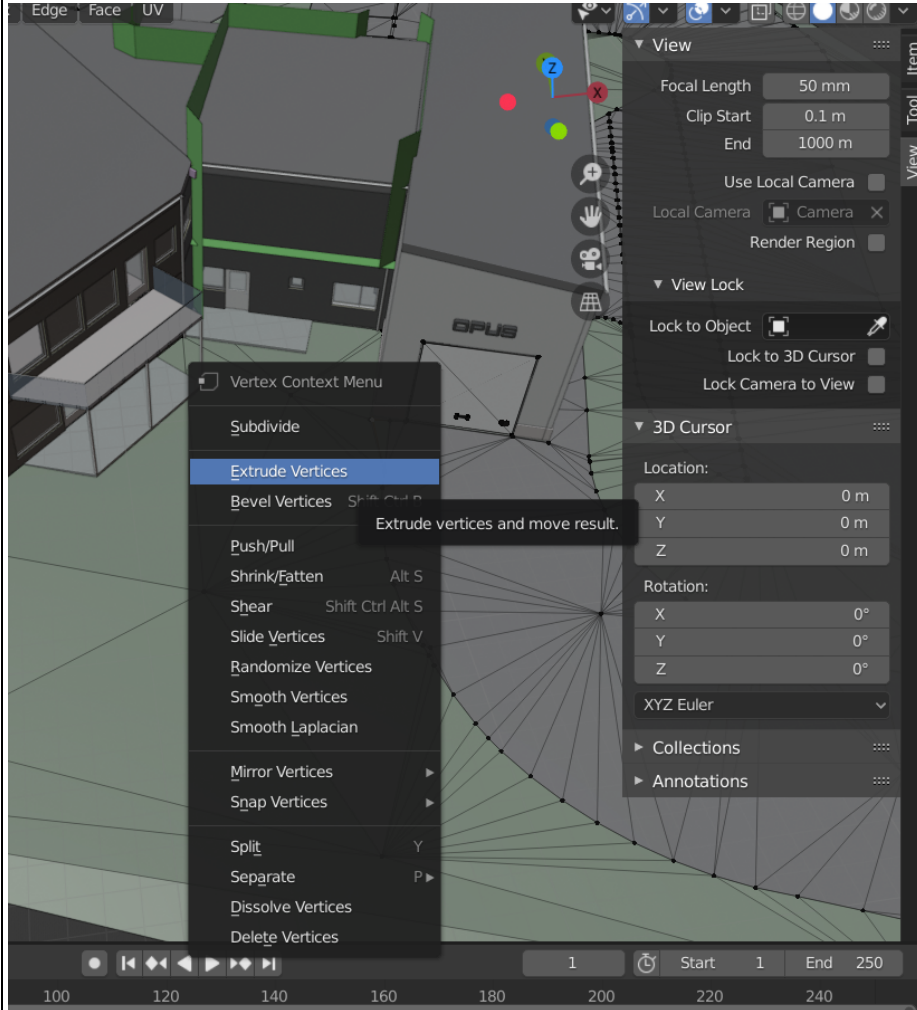 Edge Face UV
View
Item
Focal Length 50 mm
Tool
Clip Start 0.1 m
End 1000 m
View
Use Local Camera
Local Camera Camera
Render Region
View Lock
Lock to Object
Lock to 3D Cursor
Lock Camera to View
3D Cursor
Location:
X 0 m
Y 0 m
Z 0 m
Rotation:
X 0°
Y 0°
Z 0°
XYZ Euler
Collections
Annotations
Z
X
OPUS
Vertex Context Menu
Subdivide
Extrude Vertices
Bevel Vertices Shift Ctrl B
Extrude vertices and move result.
Push/Pull
Shrink/Fatten Alt S
Shear Shift Ctrl Alt S
Slide Vertices Shift V
Randomize Vertices
Smooth Vertices
Smooth Laplacian
Mirror Vertices
Snap Vertices
Split Y
Separate P
Dissolve Vertices
Delete Vertices
1 Start 1 End 250
100 120 140 160 180 200 220 240